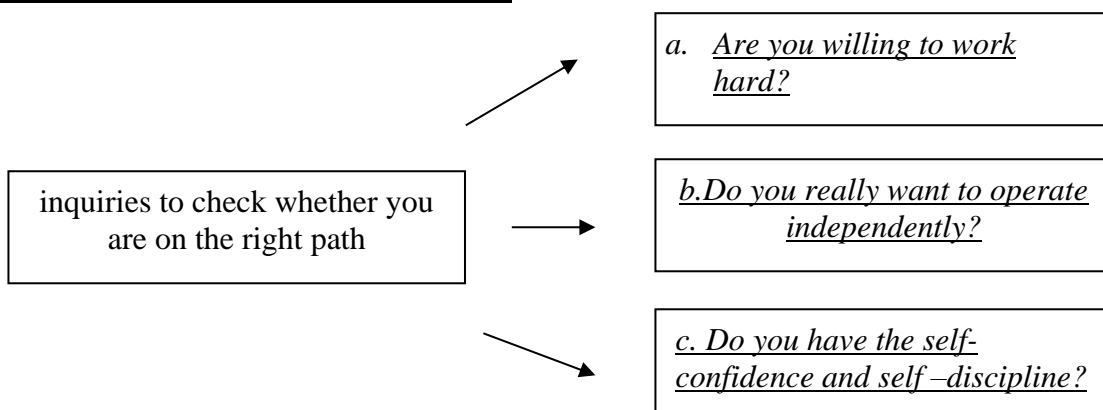 inquiries to check whether you
are on the right path
a. Are you willing to work
hard?
b.Do you really want to operate
independently?
c. Do you have the self-
confidence and self –discipline?